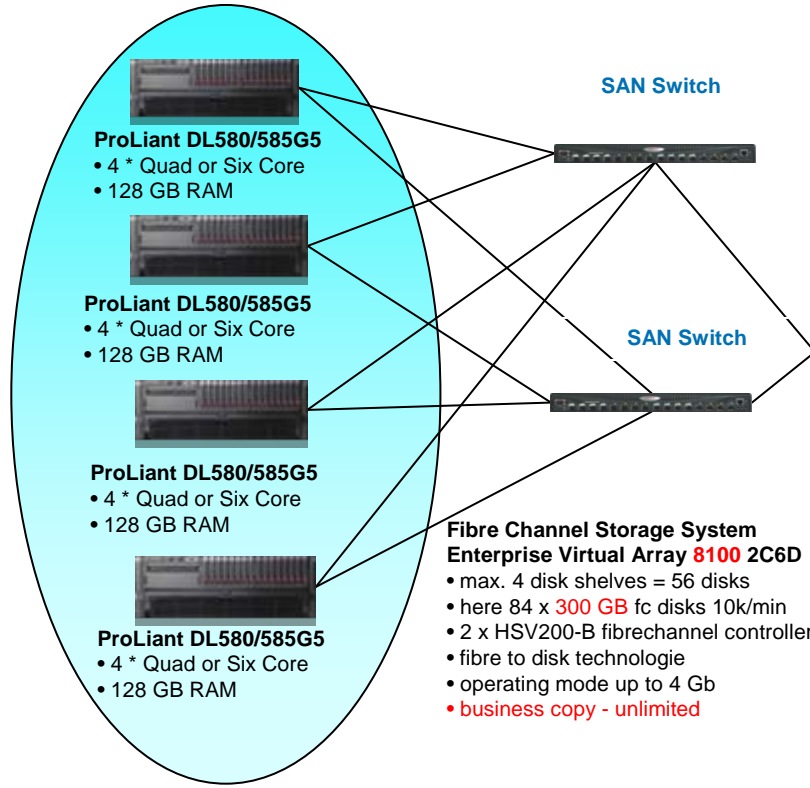 SAN Switch
ProLiant DL580/585G5
• 4 * Quad or Six Core
• 128 GB RAM
ProLiant DL580/585G5
• 4 * Quad or Six Core
• 128 GB RAM
SAN Switch
ProLiant DL580/585G5
• 4 * Quad or Six Core
• 128 GB RAM
ProLiant DL580/585G5
• 4 * Quad or Six Core
• 128 GB RAM
Fibre Channel Storage System
Enterprise Virtual Array 8100 2C6D
• max. 4 disk shelves = 56 disks
• here 84 x 300 GB fc disks 10k/min
• 2 x HSV200-B fibrechannel controller
• fibre to disk technologie
• operating mode up to 4 Gb
• business copy - unlimited